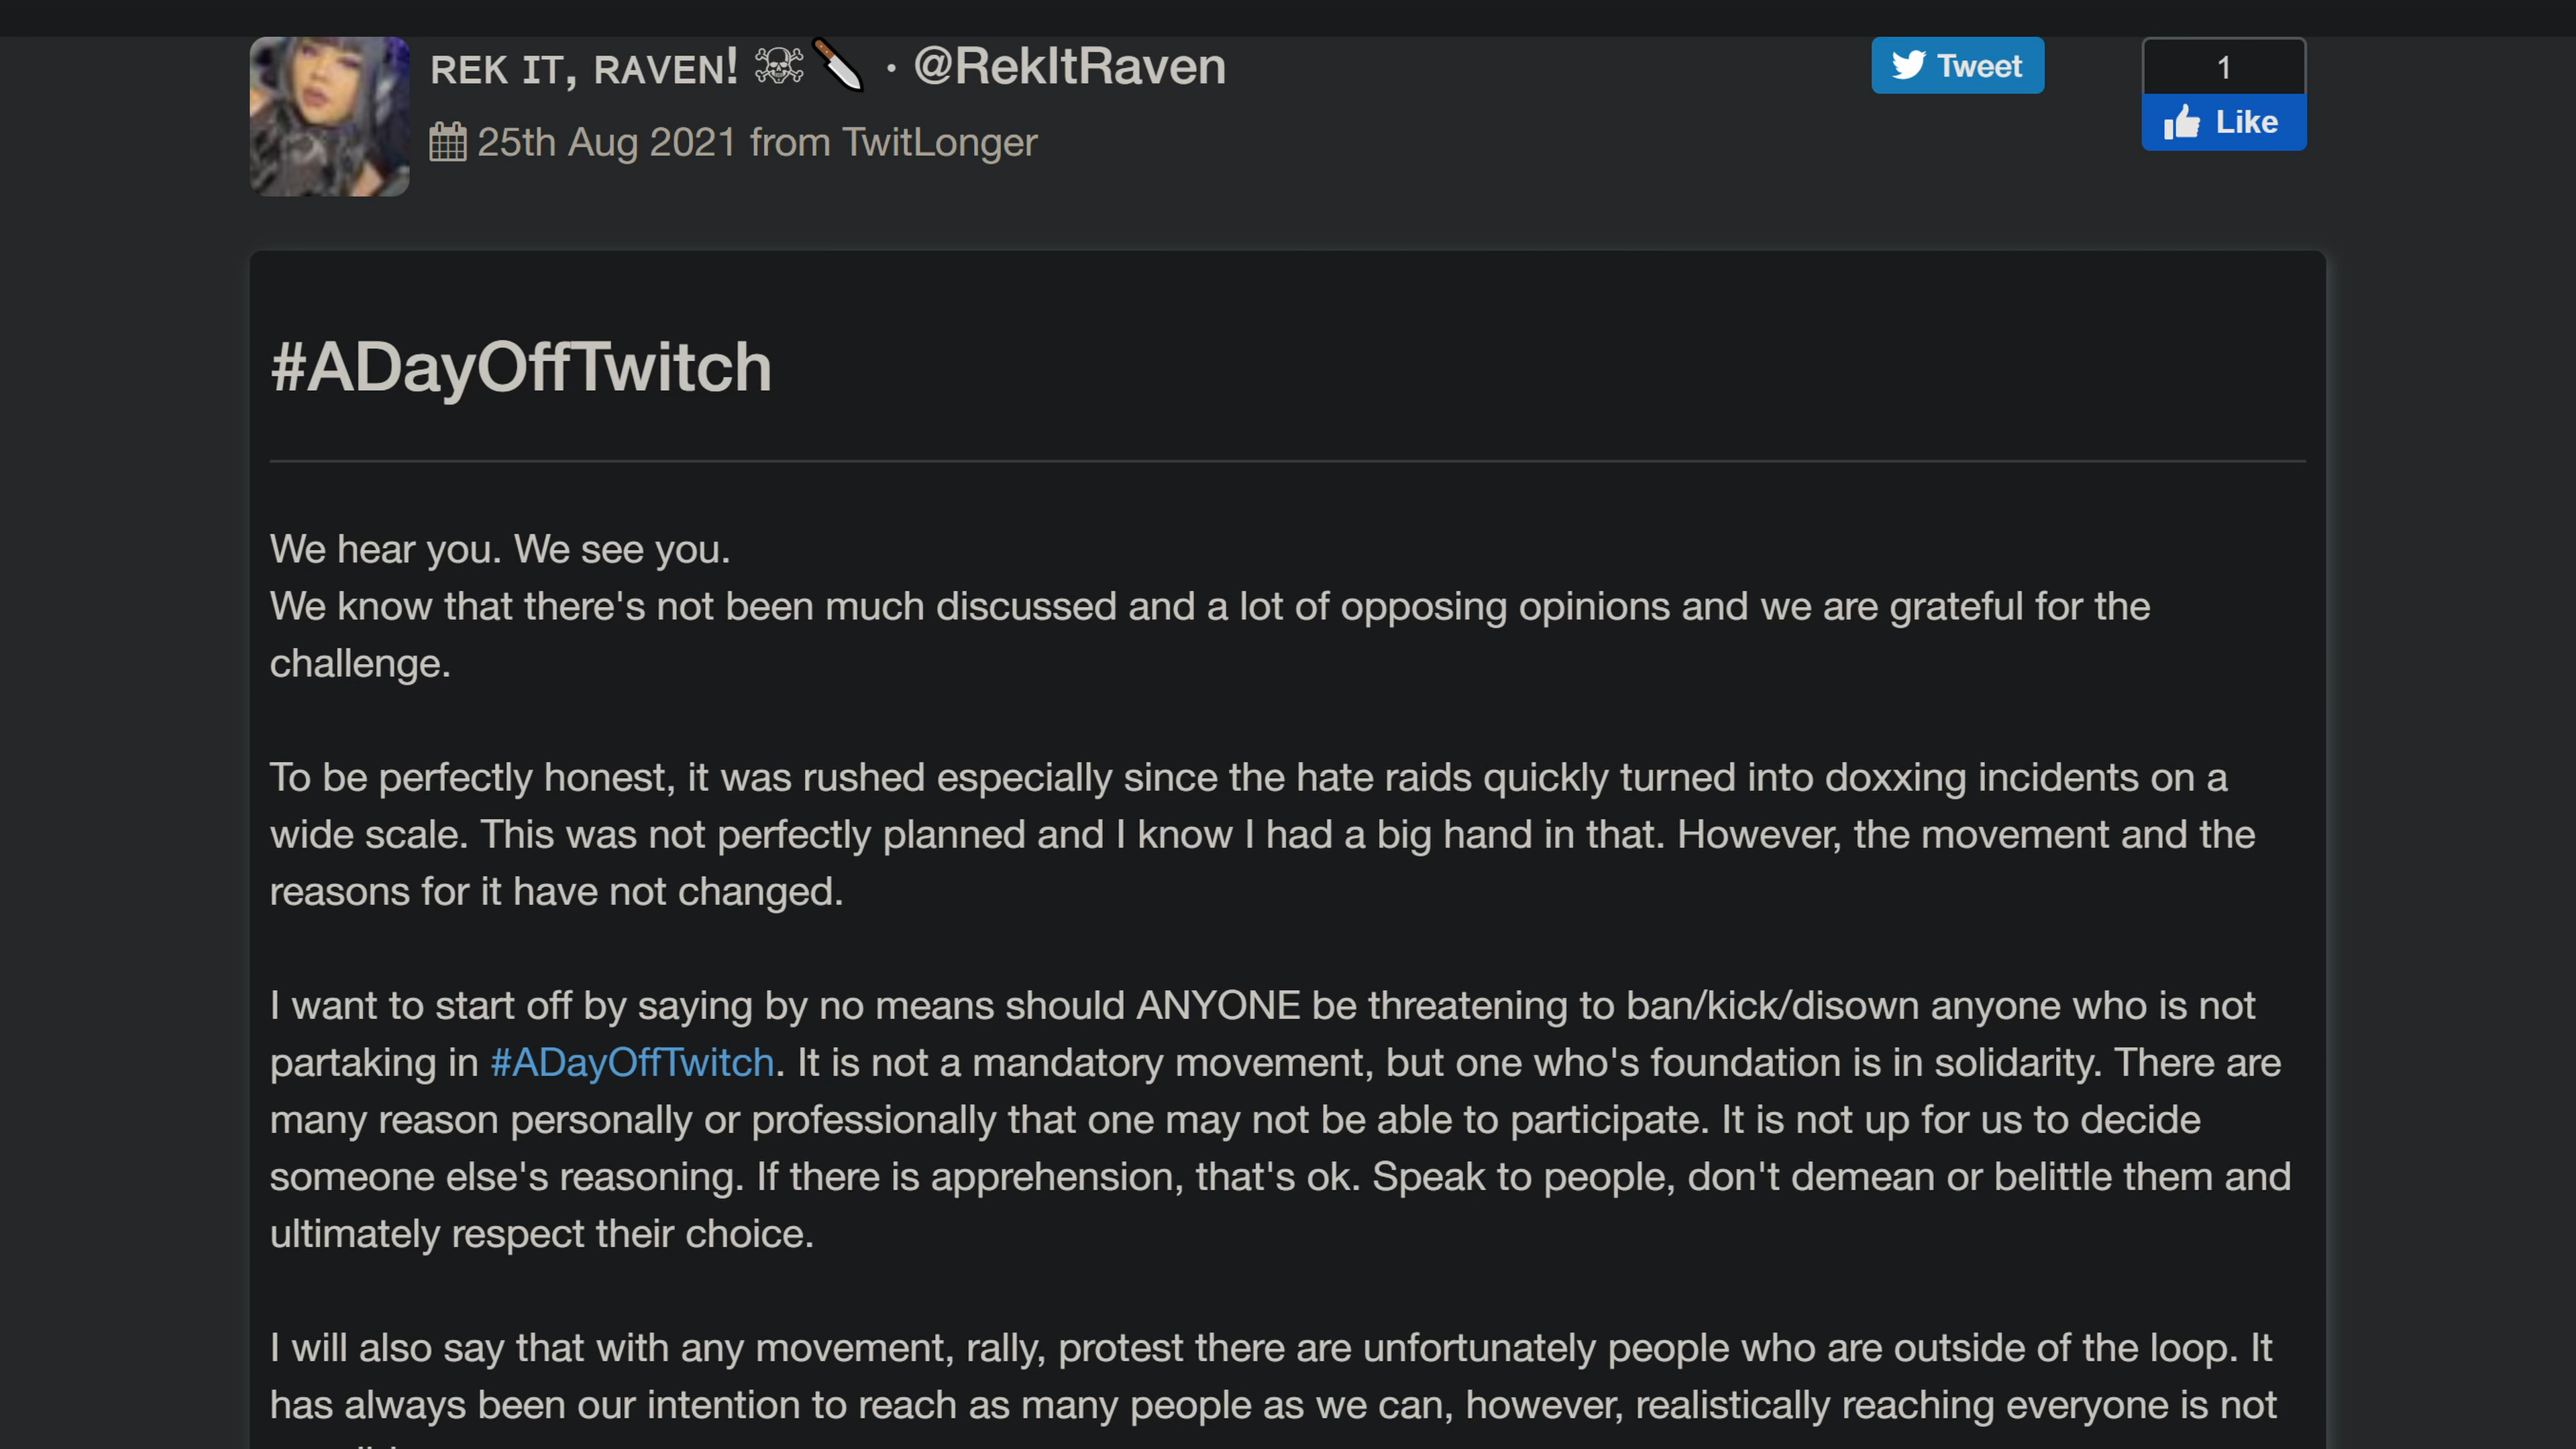 REK IT, RAVEN! ☠🔪 · @RekItRaven
25th Aug 2021 from TwitLonger
Tweet
1
Like
#ADayOffTwitch
We hear you. We see you.
We know that there's not been much discussed and a lot of opposing opinions and we are grateful for the
challenge.
To be perfectly honest, it was rushed especially since the hate raids quickly turned into doxxing incidents on a
wide scale. This was not perfectly planned and I know I had a big hand in that. However, the movement and the
reasons for it have not changed.
I want to start off by saying by no means should ANYONE be threatening to ban/kick/disown anyone who is not
partaking in #ADayOffTwitch. It is not a mandatory movement, but one who's foundation is in solidarity. There are
many reason personally or professionally that one may not be able to participate. It is not up for us to decide
someone else's reasoning. If there is apprehension, that's ok. Speak to people, don't demean or belittle them and
ultimately respect their choice.
I will also say that with any movement, rally, protest there are unfortunately people who are outside of the loop. It
has always been our intention to reach as many people as we can, however, realistically reaching everyone is not